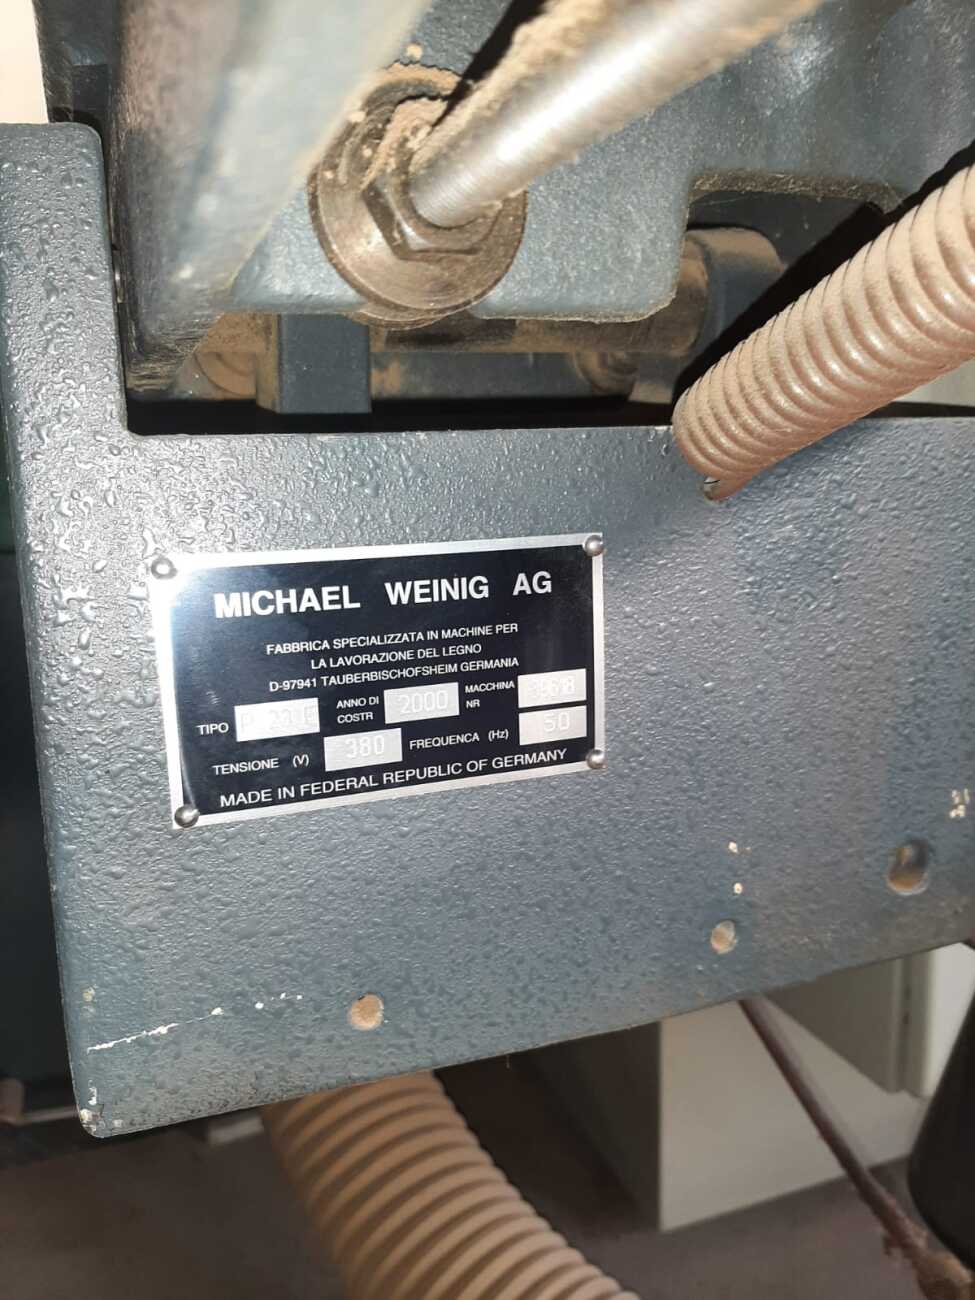 MICHAEL WEINIG AG
FABBRICA SPECIALIZZATA IN MACHINE PER
LA LAVORAZIONE DEL LEGNO
D-97941 TAUBERBISCHOFSHEIM GERMANIA
TIPO P ANNO DI COSTR 2000 MACCHINA NR
TENSIONE (V) 380 FREQUENCA (Hz) 50
MADE IN FEDERAL REPUBLIC OF GERMANY